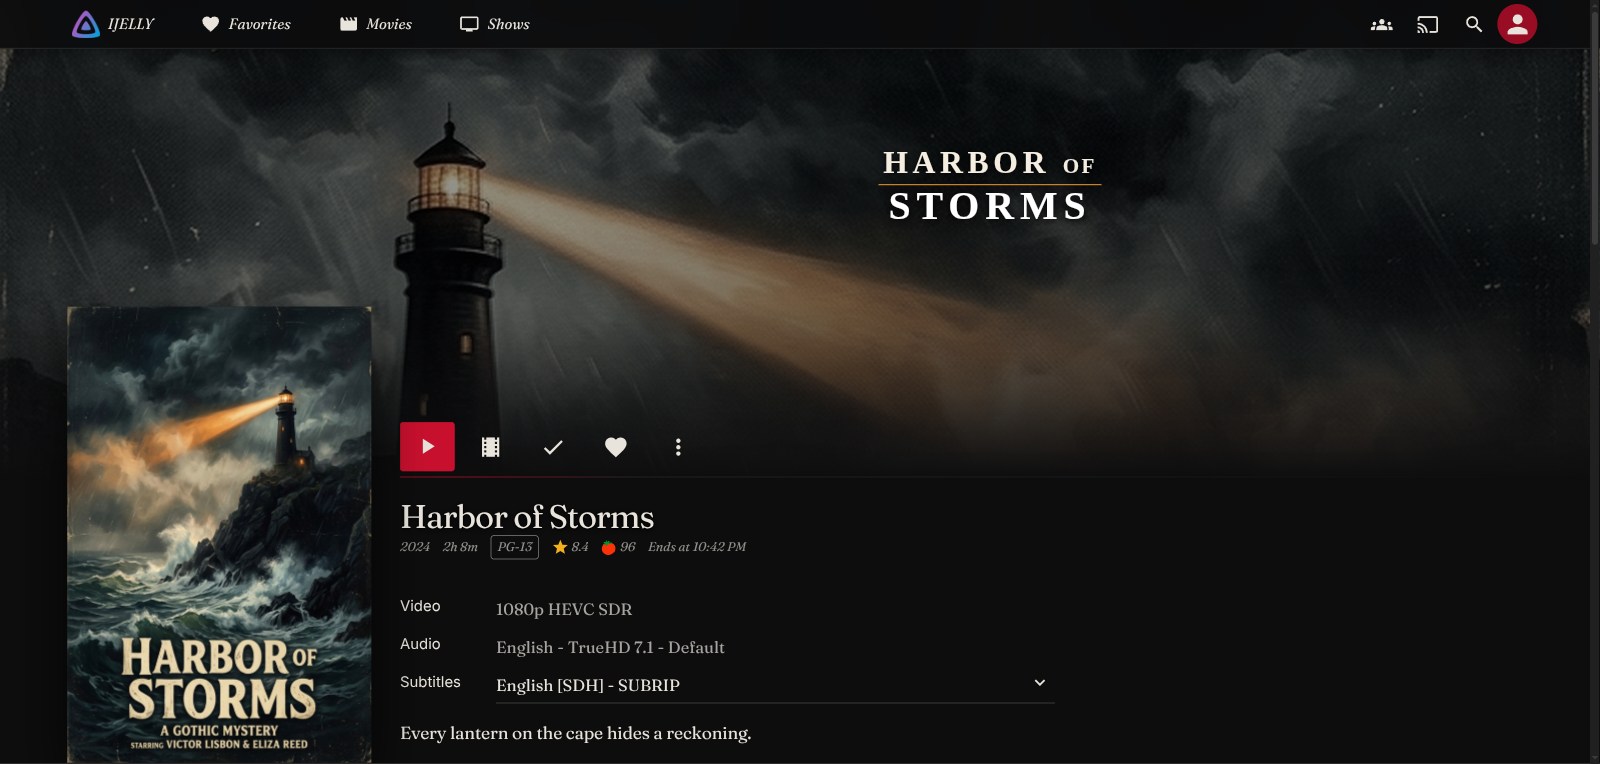 IJELLY
Favorites
Movies
Shows
HARBOR OF
STORMS
HARBOR OF
STORMS
A GOTHIC MYSTERY
STARRING VICTOR LISBON & ELIZA REED
Harbor of Storms
2024 2h 8m PG-13 8.4 96 Ends at 10:42 PM
Video 1080p HEVC SDR
Audio English - TrueHD 7.1 - Default
Subtitles English [SDH] - SUBRIP
Every lantern on the cape hides a reckoning.